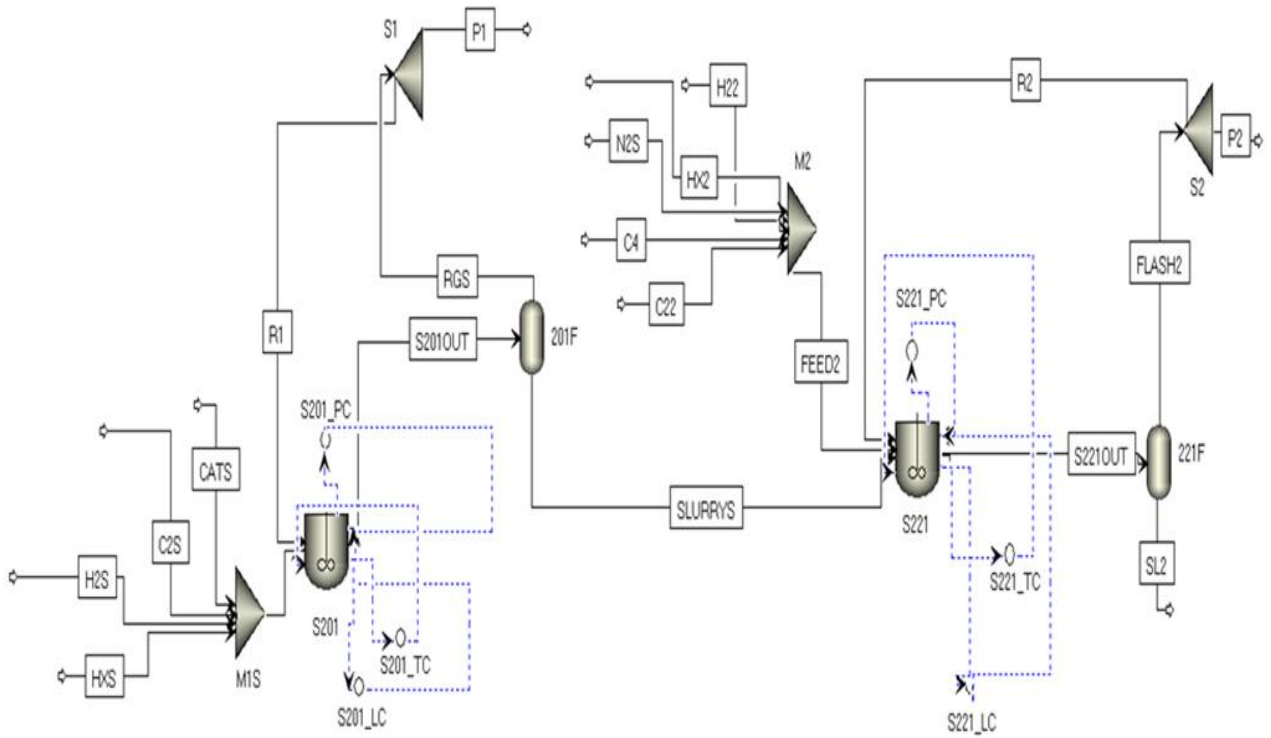 S1
P1
H22
R2
N2S
M2
P2
HX2
S2
C4
RGS
FLASH2
C22
S221_PC
R1
S201OUT
201F
FEED2
S201_PC
CATS
S221OUT
221F
SLURRYS
S221
C2S
S221_TC
SL2
H2S
S201
S201_TC
HXS
M1S
S201_LC
S221_LC